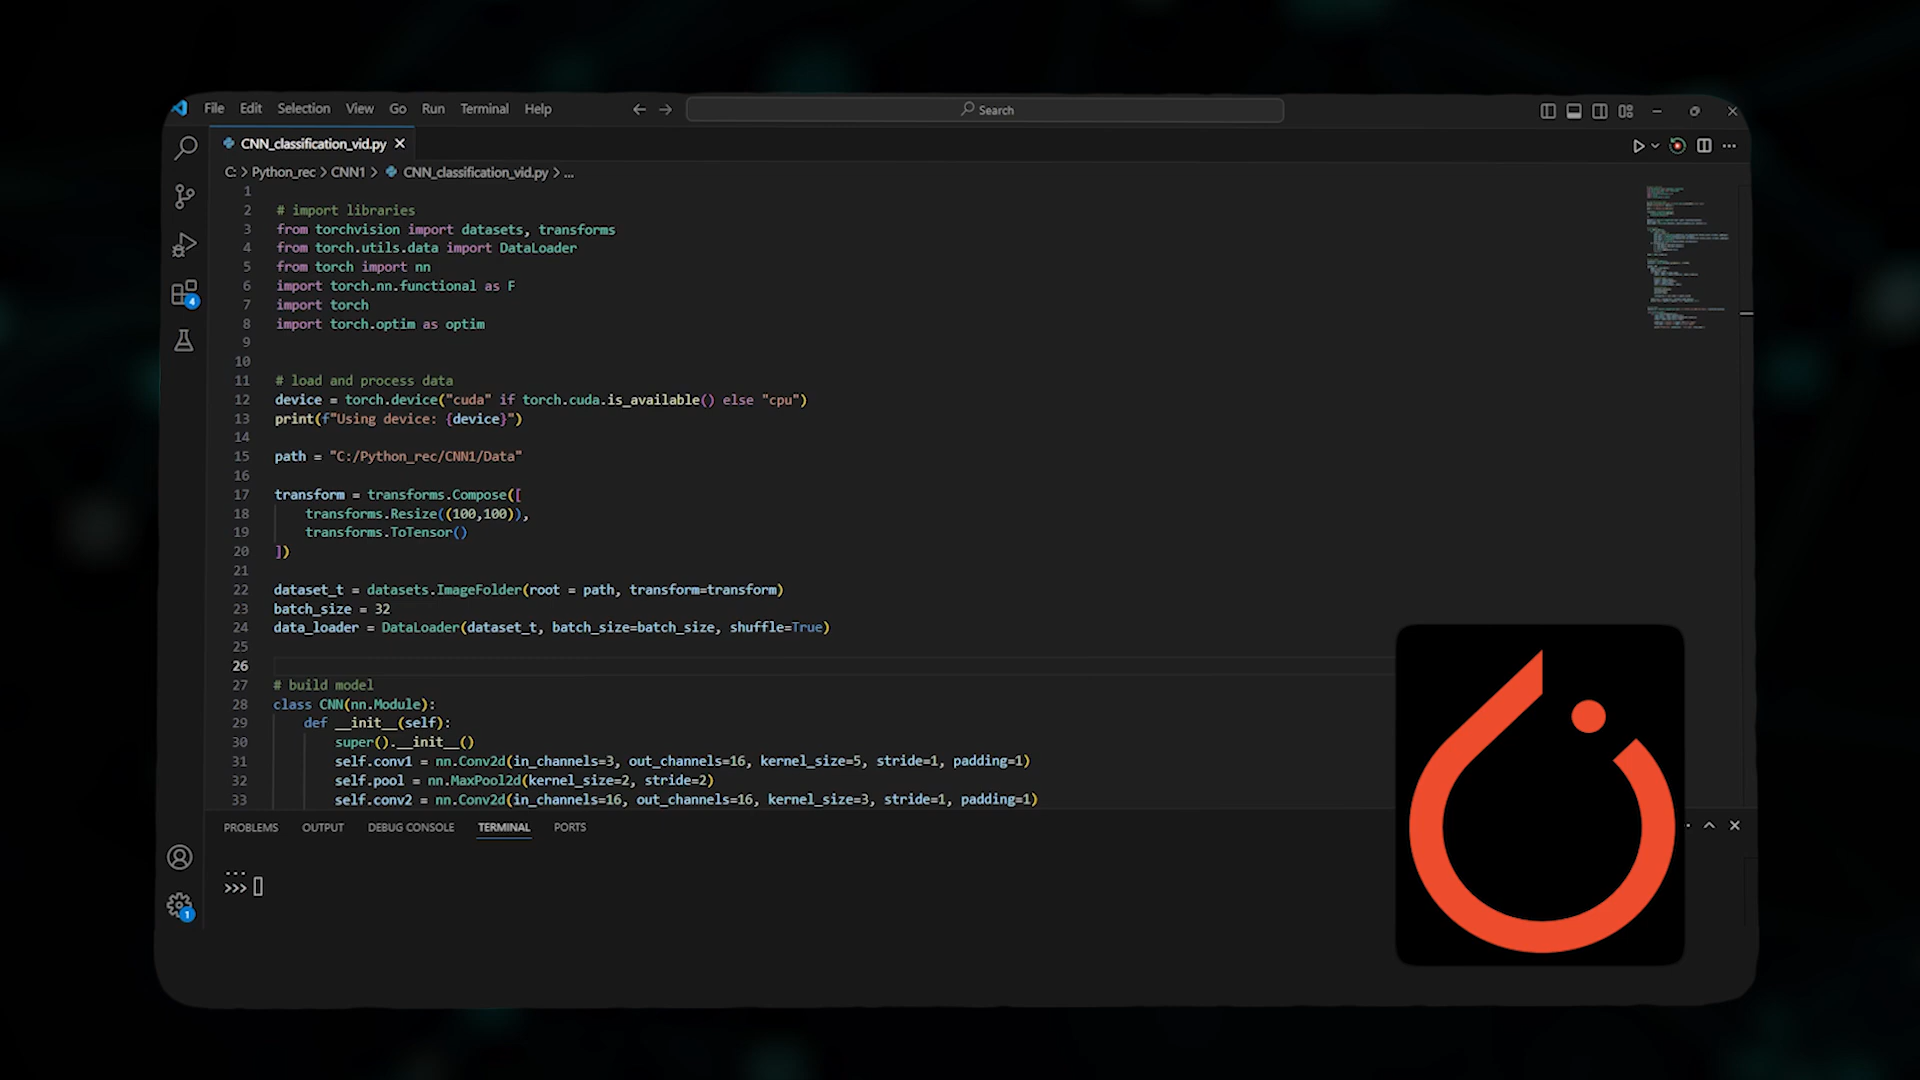 File Edit Selection View Go Run Terminal Help
Search
CNN_classification_vid.py
C: > Python_rec > CNN1 > CNN_classification_vid.py > ...
1
2 # import libraries
3 from torchvision import datasets, transforms
4 from torch.utils.data import DataLoader
5 from torch import nn
6 import torch.nn.functional as F
7 import torch
8 import torch.optim as optim
9
10
11 # load and process data
12 device = torch.device("cuda" if torch.cuda.is_available() else "cpu")
13 print(f"Using device: {device}")
14
15 path = "C:/Python_rec/CNN1/Data"
16
17 transform = transforms.Compose([
18 transforms.Resize((100,100)),
19 transforms.ToTensor()
20 ])
21
22 dataset_t = datasets.ImageFolder(root = path, transform=transform)
23 batch_size = 32
24 data_loader = DataLoader(dataset_t, batch_size=batch_size, shuffle=True)
25
26
27 # build model
28 class CNN(nn.Module):
29 def __init__(self):
30 super().__init__()
31 self.conv1 = nn.Conv2d(in_channels=3, out_channels=16, kernel_size=5, stride=1, padding=1)
32 self.pool = nn.MaxPool2d(kernel_size=2, stride=2)
33 self.conv2 = nn.Conv2d(in_channels=16, out_channels=16, kernel_size=3, stride=1, padding=1)
4
PROBLEMS OUTPUT DEBUG CONSOLE TERMINAL PORTS
...
>>>
1